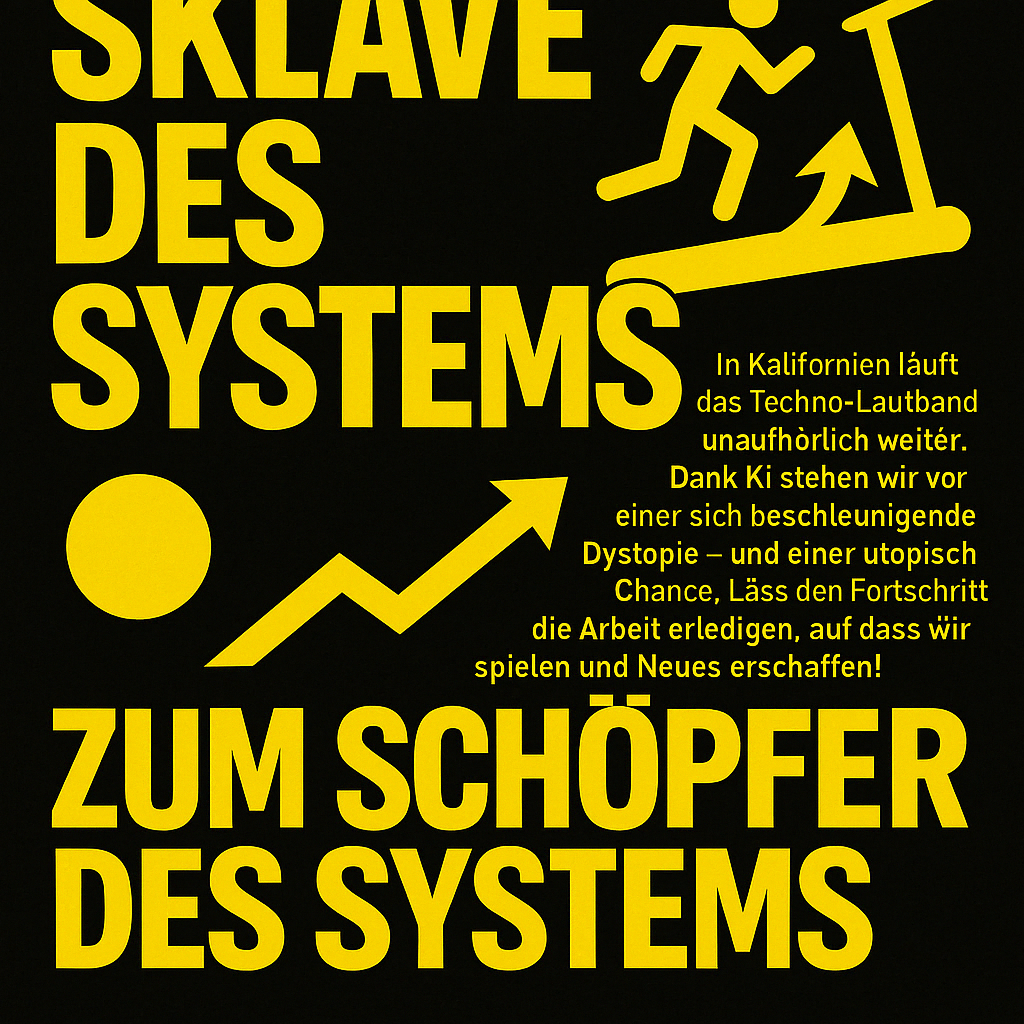 SKLAVE
DES
SYSTEMS
In Kalifornien láuft
das Techno-Lautband
unaufhòrlich weitér.
Dank Ki stehen wir vor
einer sich beschleunigende
Dystopie – und einer utopisch
Chance, Läss den Fortschritt
die Arbeit erledigen, auf dass ẅir
spielen und Neues erschaffen!
ZUM SCHÖPFER
DES SYSTEMS